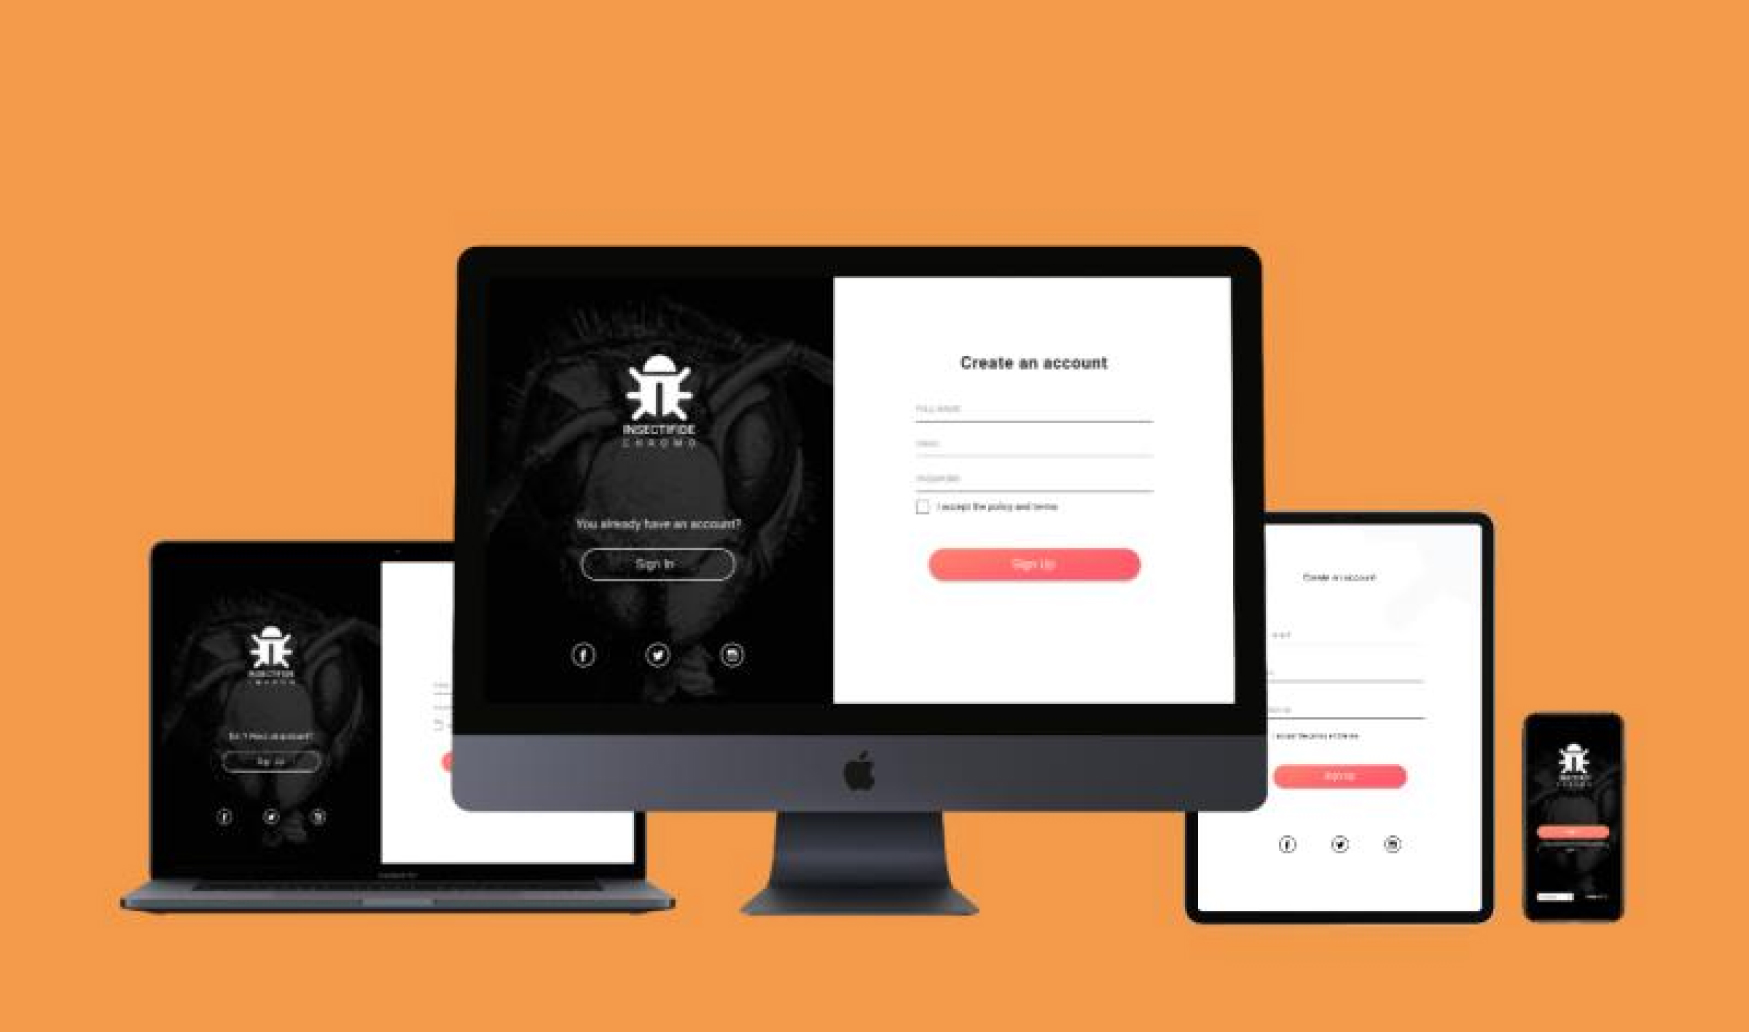 INSECTIFIDE
CHROMO
You already have an account?
Sign In
Create an account
FULL NAME
EMAIL
PASSWORD
I accept the policy and terms
Sign Up
INSECTIFIDE
CHROMO
Sign Up
Create an account
I accept the policy and terms
Sign Up